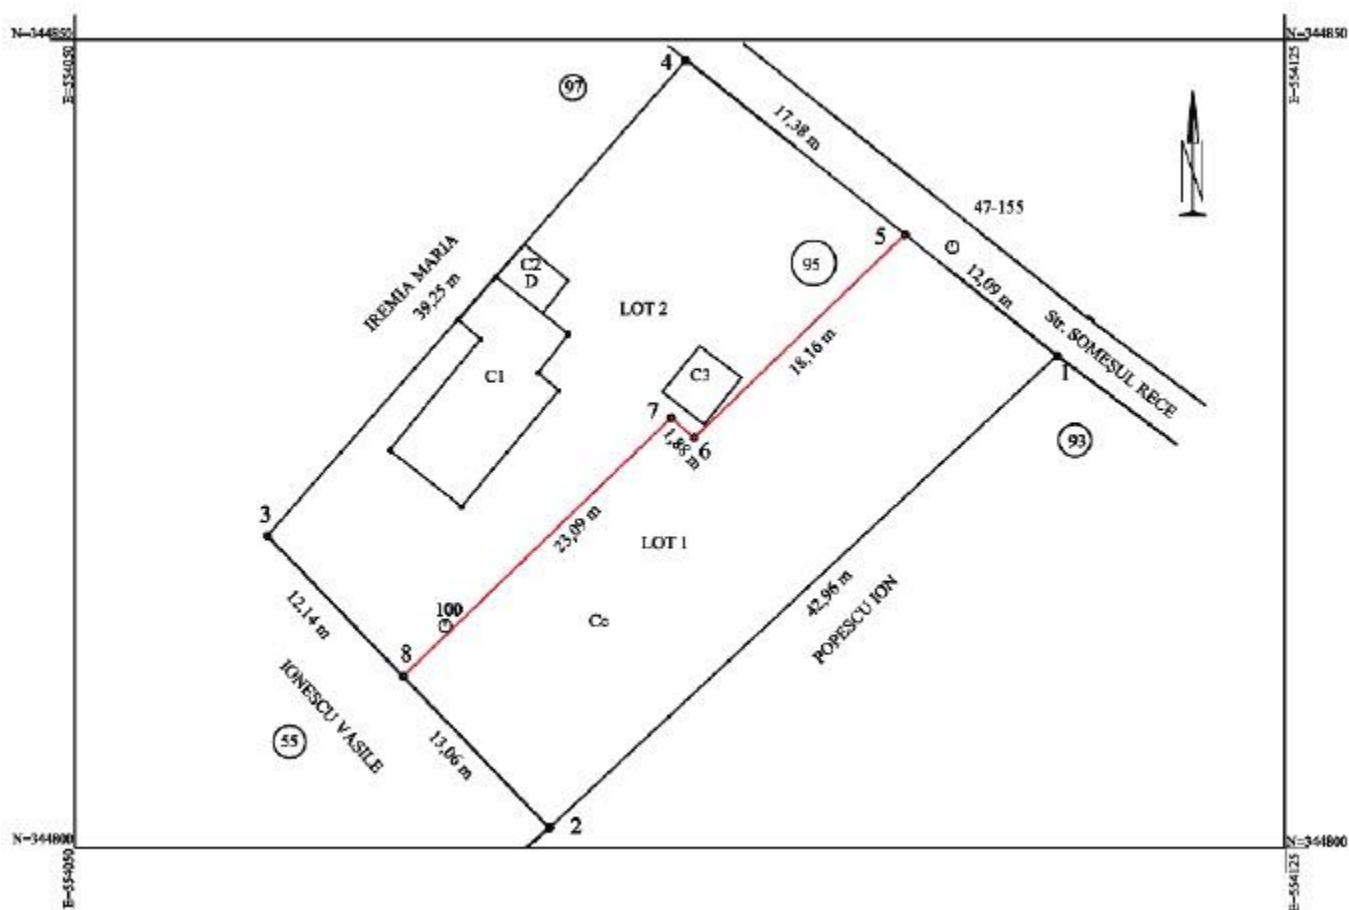 N=344850
N=344850
E=554050
E=554125
4
97
17,38 m
47-155
5
95
IREMIA MARIA
39,25 m
C2
D
12,09 m
LOT 2
Str. SOMEŞUL RECE
18,16 m
C1
C3
1
7
1,88 m
6
93
3
23,09 m
LOT 1
42,96 m
POPESCU ION
12,14 m
100
Cc
8
IONESCU VASILE
55
13,06 m
2
N=344800
N=344800
E=554050
E=554125